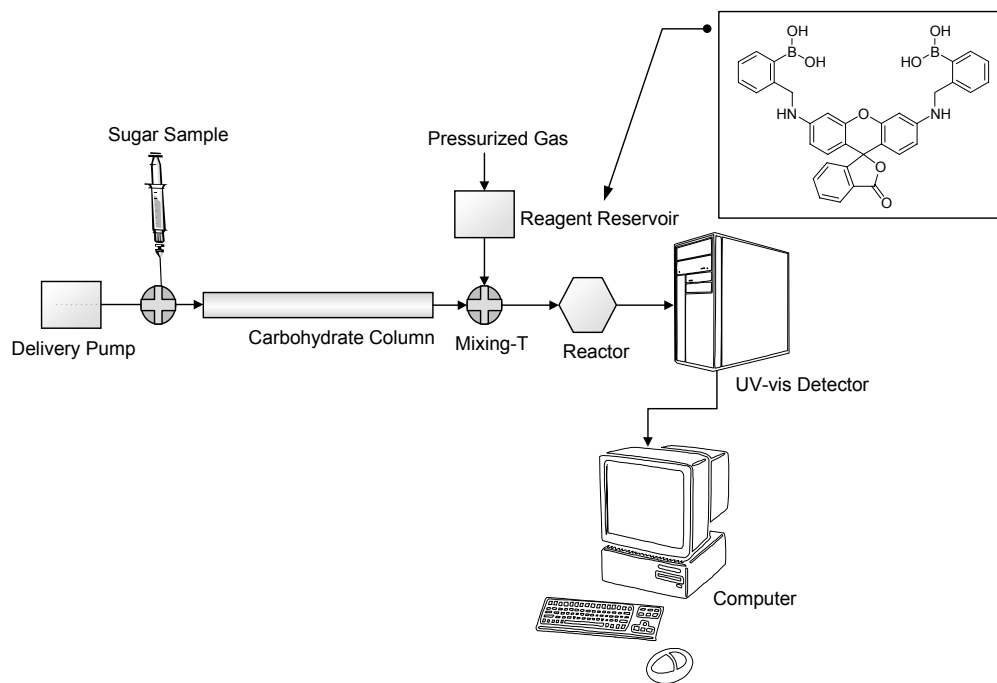 Sugar Sample
Pressurized Gas
Reagent Reservoir
Delivery Pump
Carbohydrate Column
Mixing-T
Reactor
UV-vis Detector
Computer
OH
B
OH
OH
B
HO
HN
O
NH
O
O